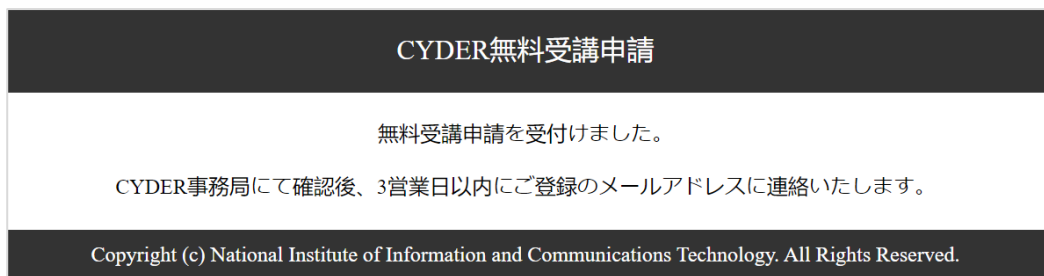 CYDER無料受講申請
無料受講申請を受付けました。
CYDER事務局にて確認後、3営業日以内にご登録のメールアドレスに連絡いたします。
Copyright (c) National Institute of Information and Communications Technology. All Rights Reserved.